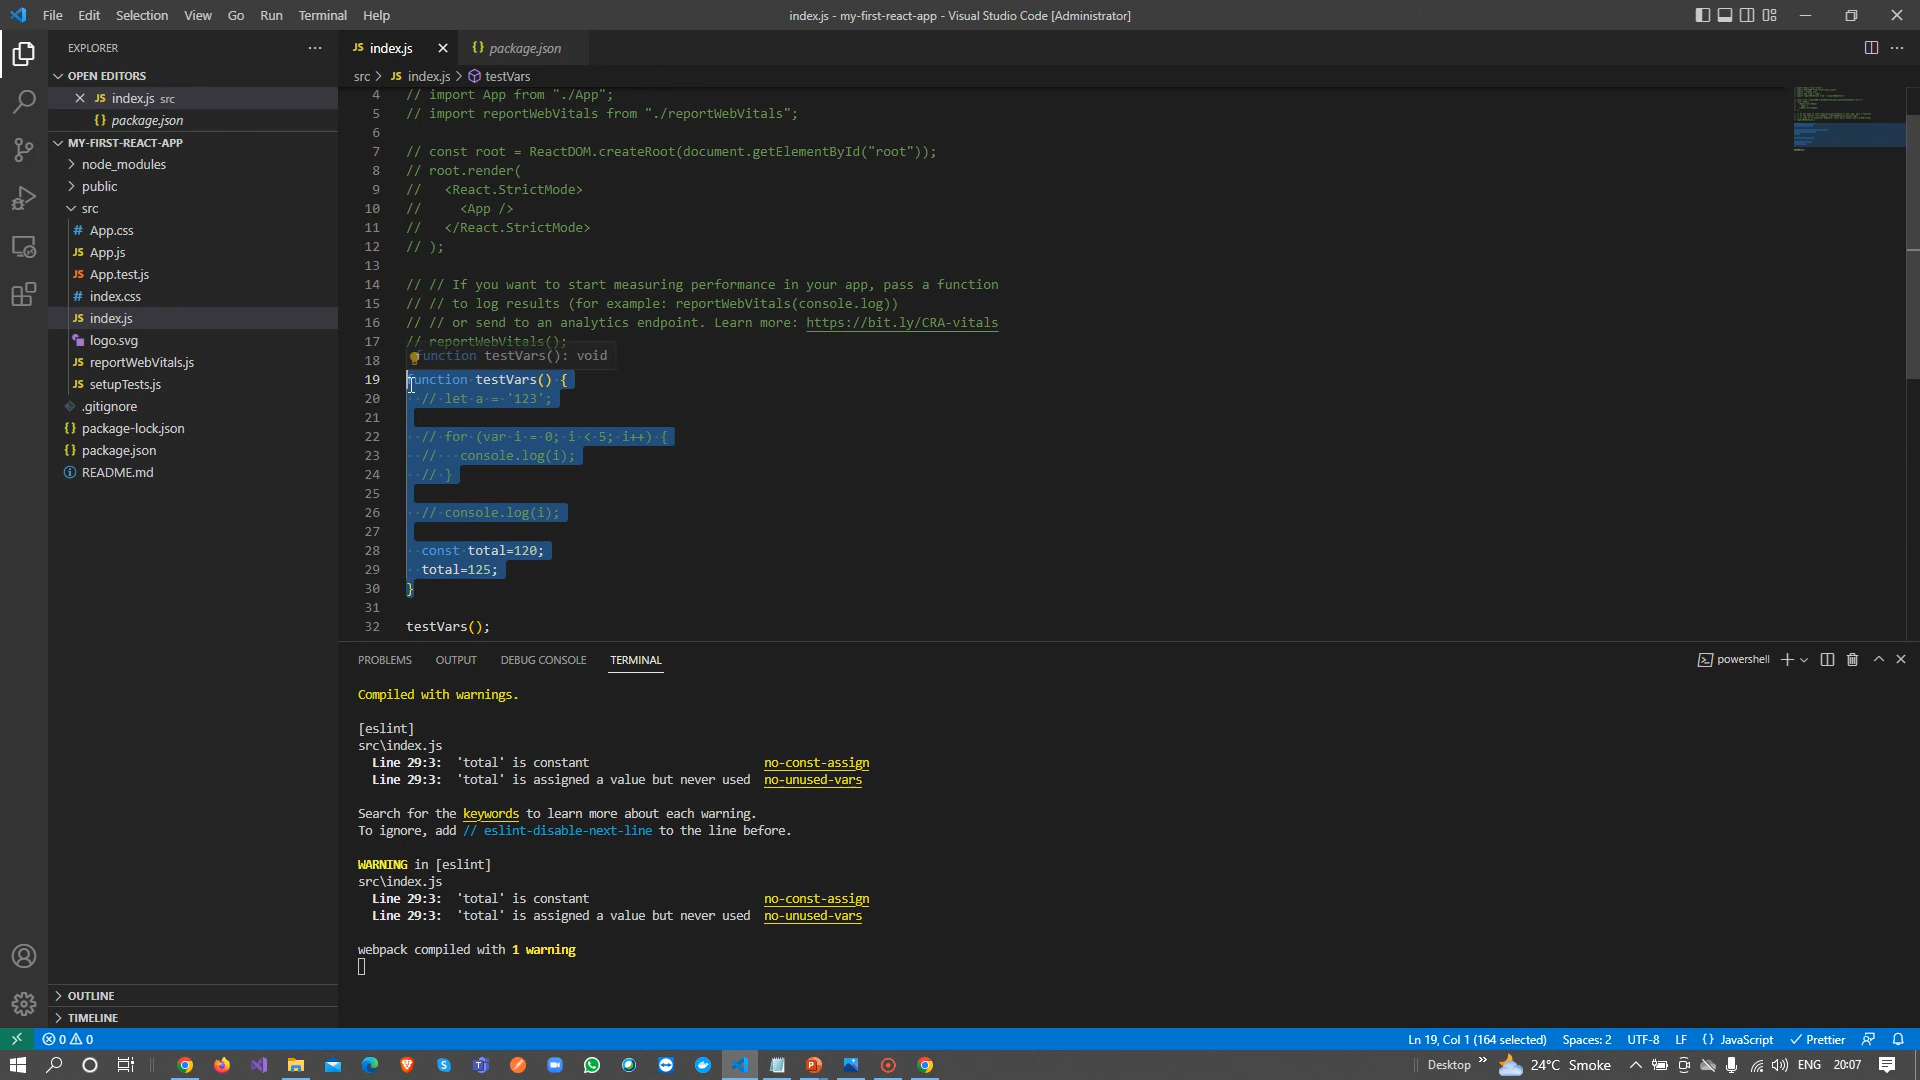 File Edit Selection View Go Run Terminal Help
index.js - my-first-react-app - Visual Studio Code [Administrator]
EXPLORER
OPEN EDITORS
JS index.js src
{} package.json
MY-FIRST-REACT-APP
node_modules
public
src
# App.css
JS App.js
JS App.test.js
# index.css
JS index.js
logo.svg
JS reportWebVitals.js
JS setupTests.js
.gitignore
{} package-lock.json
{} package.json
README.md
OUTLINE
TIMELINE
JS index.js
{} package.json
src > JS index.js > testVars
4 // import App from "./App";
5 // import reportWebVitals from "./reportWebVitals";
6
7 // const root = ReactDOM.createRoot(document.getElementById("root"));
8 // root.render(
9 //   <React.StrictMode>
10 //     <App />
11 //   </React.StrictMode>
12 // );
13
14 // // If you want to start measuring performance in your app, pass a function
15 // // to log results (for example: reportWebVitals(console.log))
16 // // or send to an analytics endpoint. Learn more: https://bit.ly/CRA-vitals
17 // reportWebVitals();
18
function testVars(): void
19 function testVars() {
20   // let a = '123';
21
22   // for (var i = 0; i < 5; i++) {
23   //   console.log(i);
24   // }
25
26   // console.log(i);
27
28   const total=120;
29   total=125;
30 }
31
32 testVars();
PROBLEMS OUTPUT DEBUG CONSOLE TERMINAL
powershell
Compiled with warnings.
[eslint]
src\index.js
Line 29:3: 'total' is constant no-const-assign
Line 29:3: 'total' is assigned a value but never used no-unused-vars
Search for the keywords to learn more about each warning.
To ignore, add // eslint-disable-next-line to the line before.
WARNING in [eslint]
src\index.js
Line 29:3: 'total' is constant no-const-assign
Line 29:3: 'total' is assigned a value but never used no-unused-vars
webpack compiled with 1 warning
0 0
Ln 19, Col 1 (164 selected) Spaces: 2 UTF-8 LF {} JavaScript Prettier
Desktop 24°C Smoke ENG 20:07